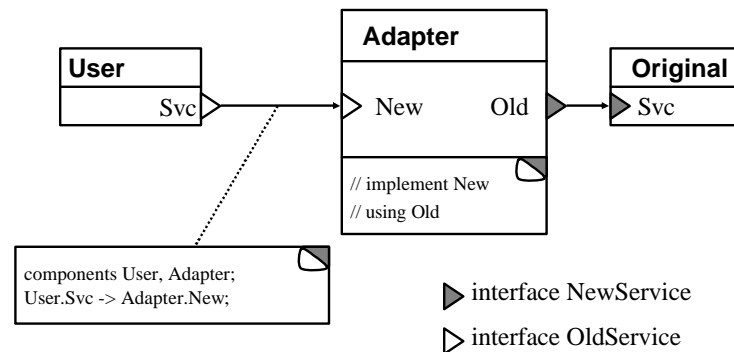 Adapter
User
Original
Svc
New
Old
Svc
// implement New
// using Old
components User, Adapter;
User.Svc -> Adapter.New;
interface NewService
interface OldService